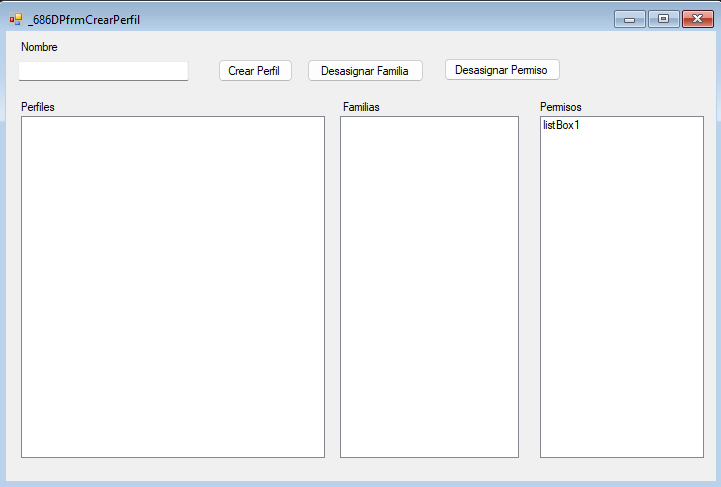 _686DPfrmCrearPerfil
Nombre
Crear Perfil
Desasignar Familia
Desasignar Permiso
Perfiles
Familias
Permisos
listBox1